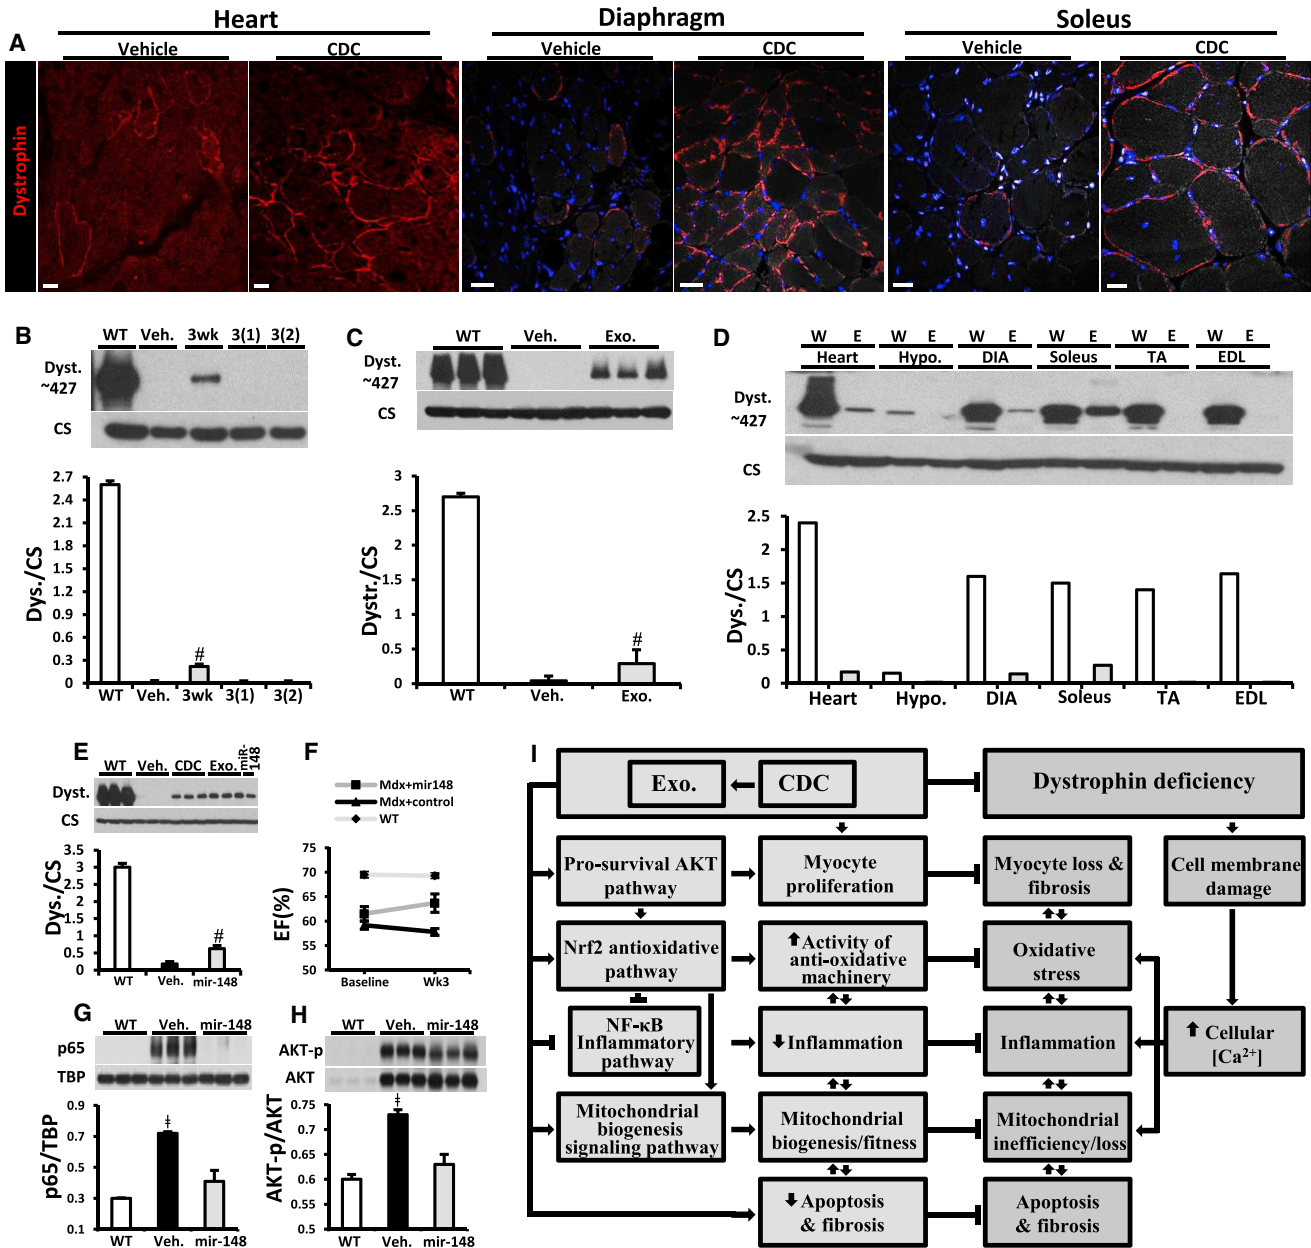 Heart
Diaphragm
Soleus
A
Vehicle
CDC
Vehicle
CDC
Vehicle
CDC
Dystrophin
B
WT Veh. 3wk 3(1) 3(2)
Dyst.
~427
CS
2.7
2.4
2.1
1.8
1.5
1.2
0.9
0.6
0.3
0
Dys./CS
#
WT Veh. 3wk 3(1) 3(2)
C
WT Veh. Exo.
Dyst.
~427
CS
3
2.5
2
1.5
1
0.5
0
Dystr./CS
#
WT Veh. Exo.
D
W E W E W E W E W E W E
Heart Hypo. DIA Soleus TA EDL
Dyst.
~427
CS
2.5
2
1.5
1
0.5
0
Dys./CS
Heart Hypo. DIA Soleus TA EDL
E
WT Veh. CDC Exo. miR-148
Dyst.
CS
3.5
3
2.5
2
1.5
1
0.5
0
Dys./CS
#
WT Veh. mir-148
F
Mdx+mir148
Mdx+control
WT
75
70
65
60
55
50
EF(%)
Baseline Wk3
G
WT Veh. mir-148
p65
TBP
0.9
0.7
0.5
0.3
0.1
p65/TBP
‡
WT Veh. mir-148
H
WT Veh. mir-148
AKT-p
AKT
0.75
0.7
0.65
0.6
0.55
0.5
AKT-p/AKT
‡
WT Veh. mir-148
I
Exo.
CDC
Dystrophin deficiency
Pro-survival AKT
pathway
Myocyte
proliferation
Myocyte loss &
fibrosis
Cell membrane
damage
Nrf2 antioxidative
pathway
Activity of
anti-oxidative
machinery
Oxidative
stress
NF-κB
Inflammatory
pathway
Inflammation
Inflammation
Cellular
[Ca²⁺]
Mitochondrial
biogenesis
signaling pathway
Mitochondrial
biogenesis/fitness
Mitochondrial
inefficiency/loss
Apoptosis
& fibrosis
Apoptosis
& fibrosis